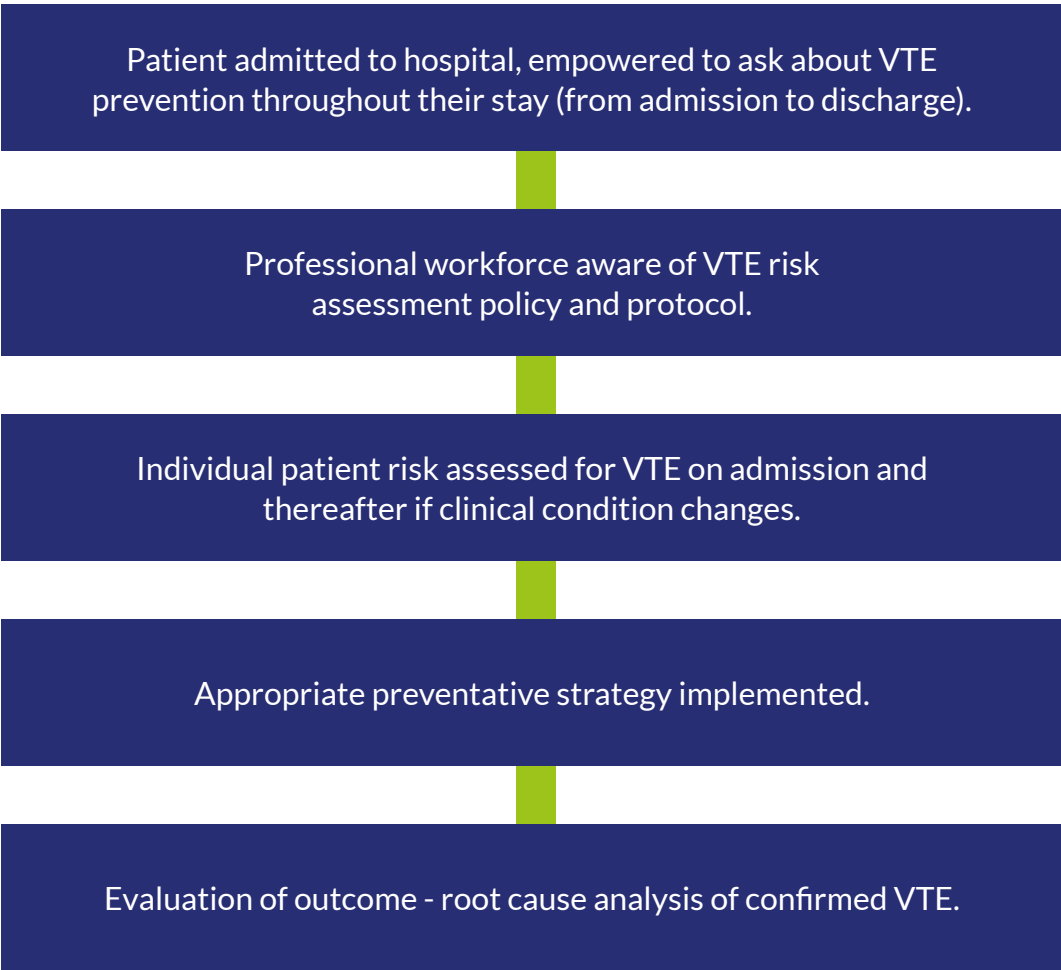 Patient admitted to hospital, empowered to ask about VTE
prevention throughout their stay (from admission to discharge).
Professional workforce aware of VTE risk
assessment policy and protocol.
Individual patient risk assessed for VTE on admission and
thereafter if clinical condition changes.
Appropriate preventative strategy implemented.
Evaluation of outcome - root cause analysis of confirmed VTE.